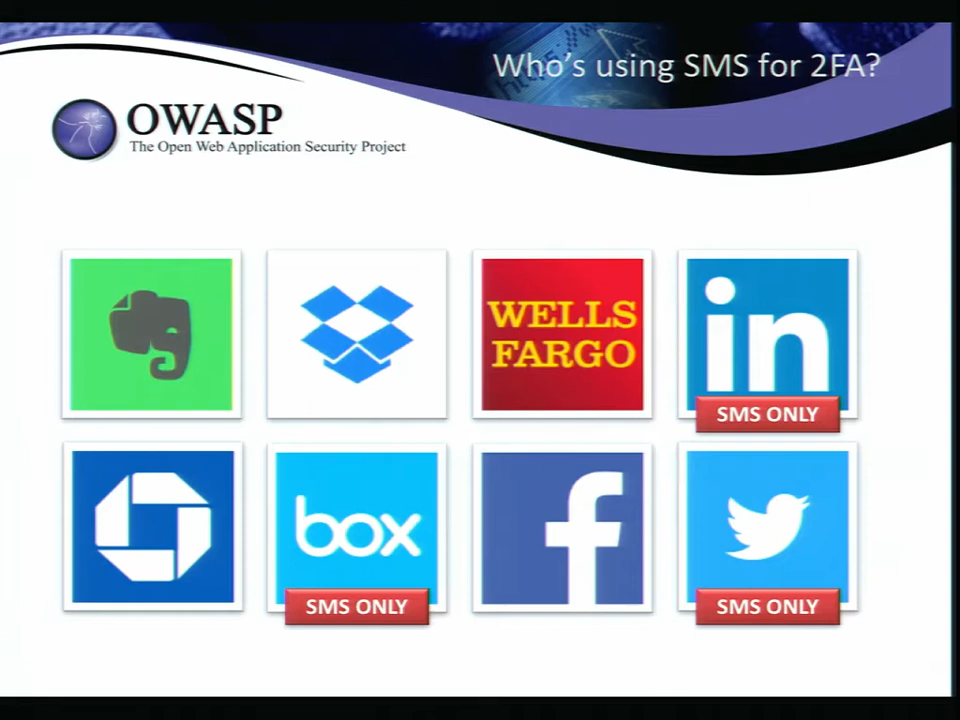 Who's using SMS for 2FA?
OWASP
The Open Web Application Security Project
WELLS
FARGO
in
SMS ONLY
box
f
SMS ONLY
SMS ONLY